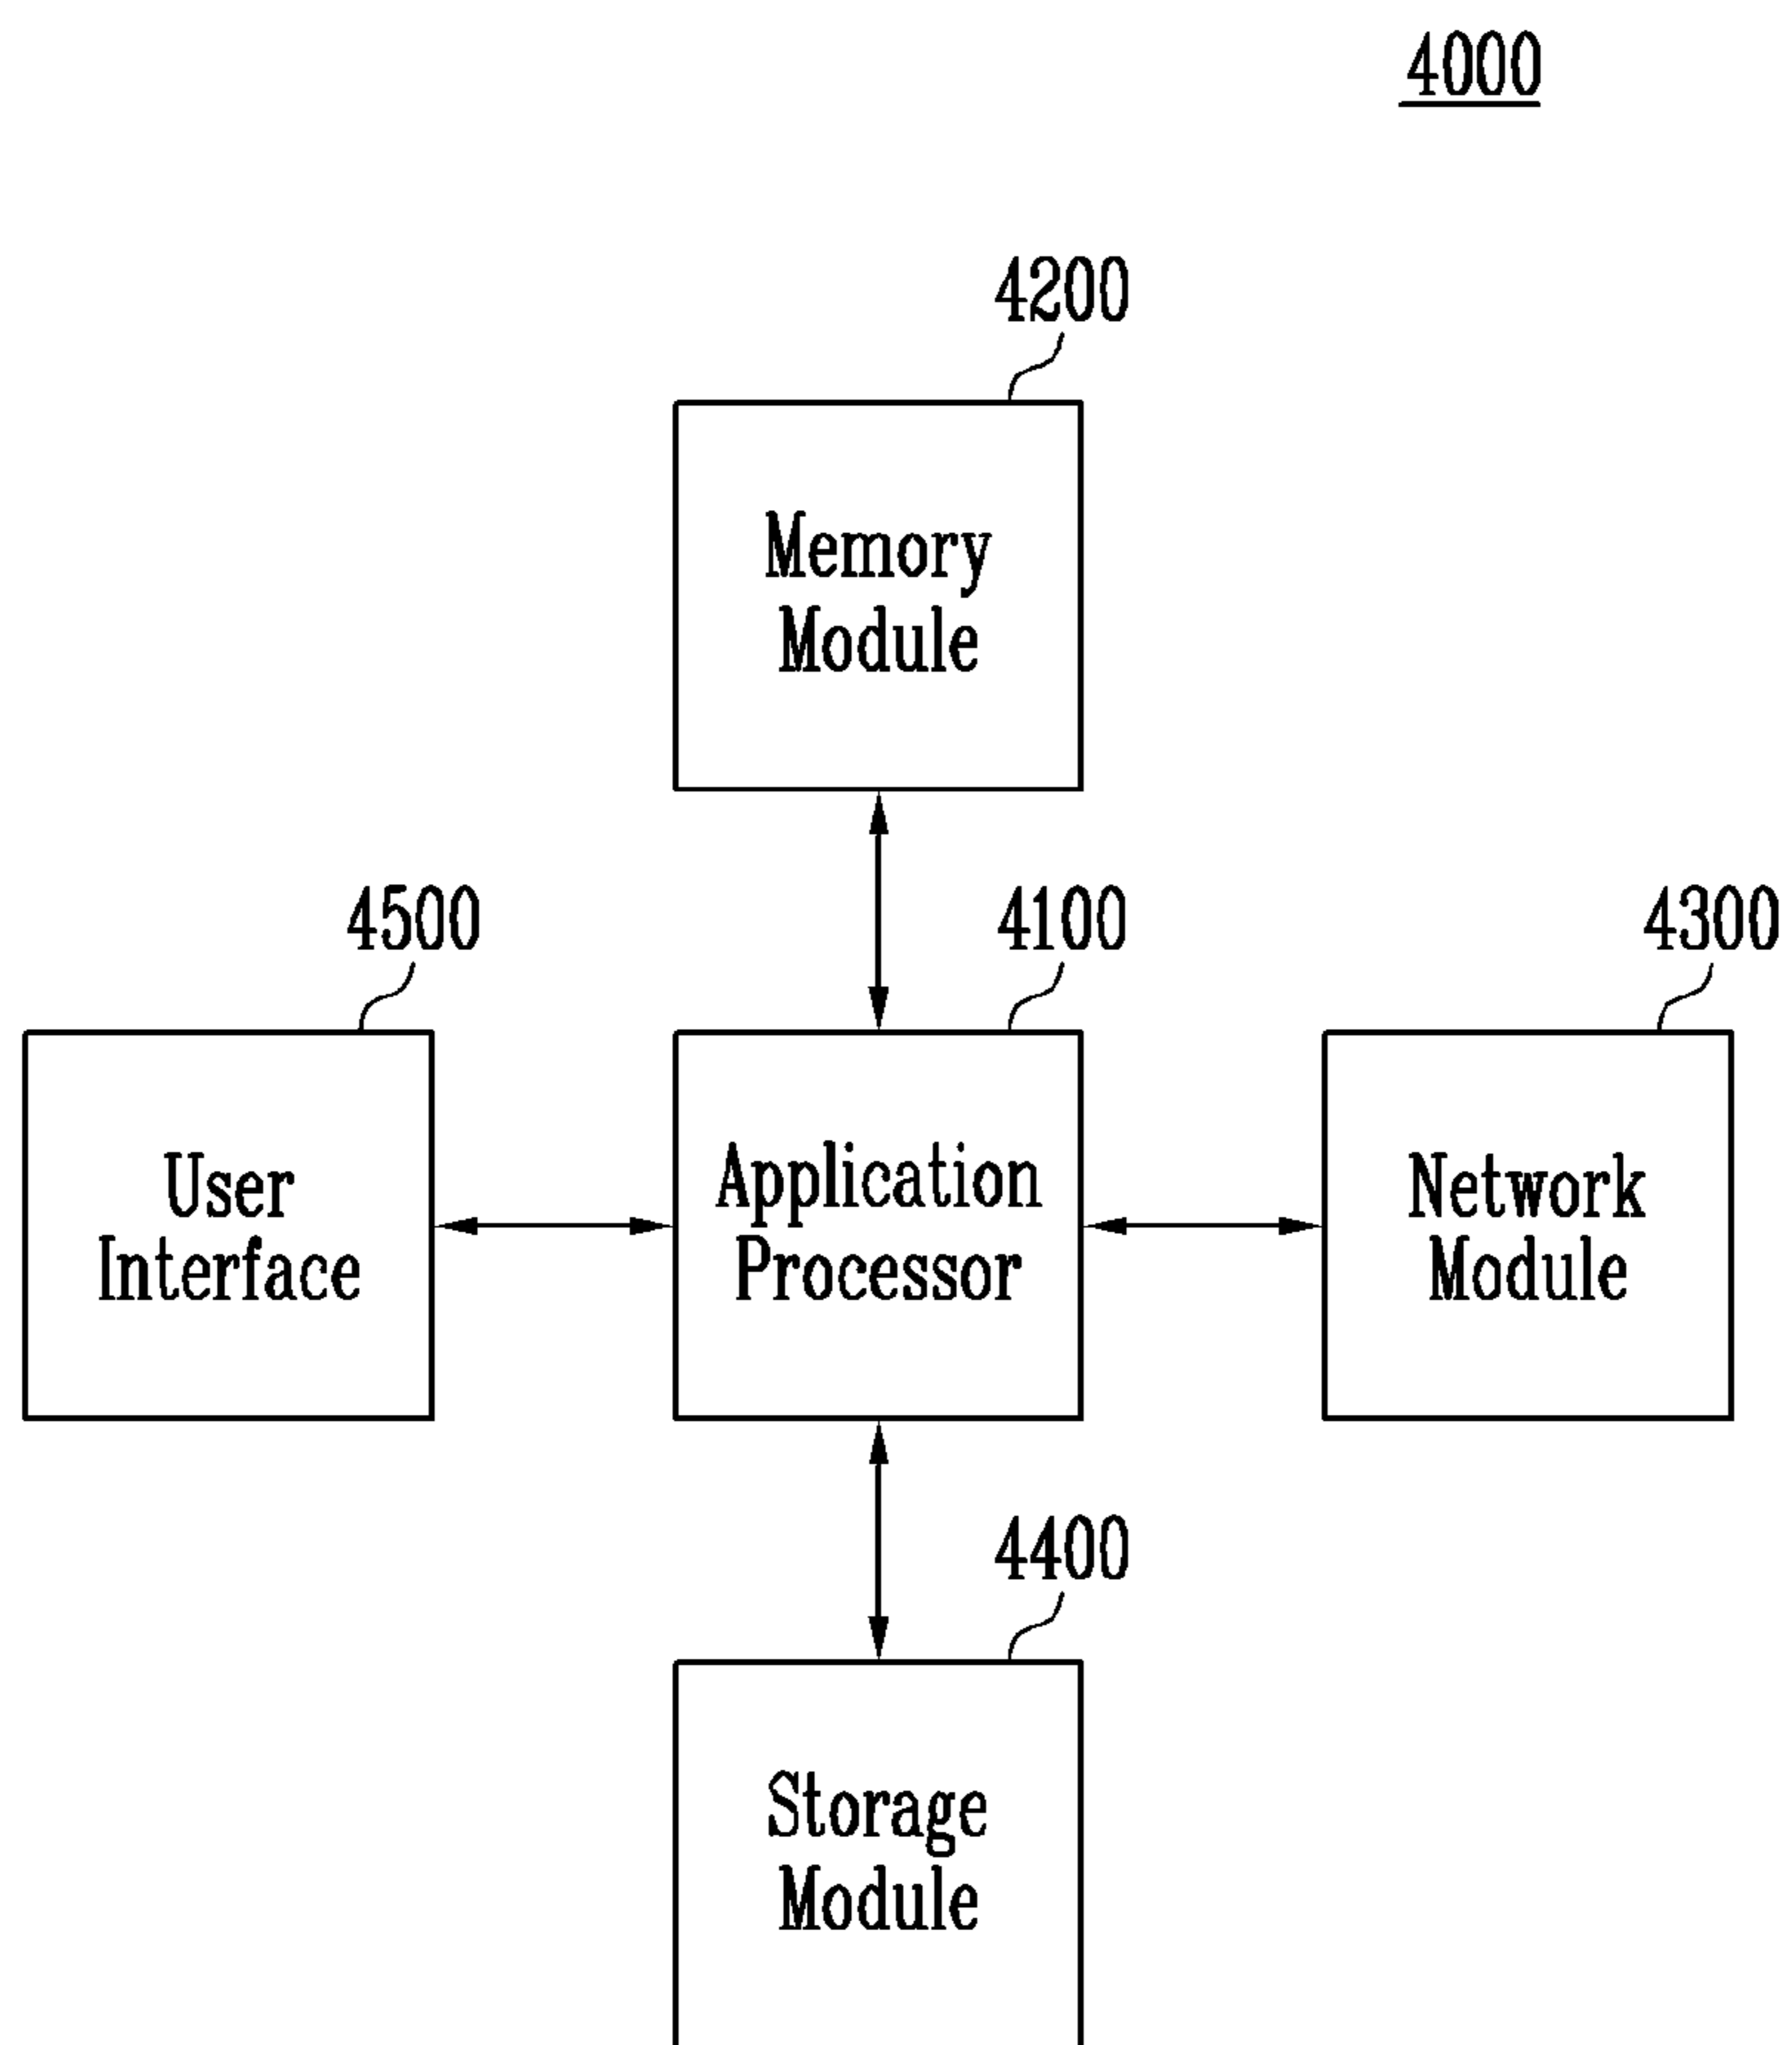 4000
4200
Memory
Module
4500
4100
4300
User
Interface
Application
Processor
Network
Module
4400
Storage
Module